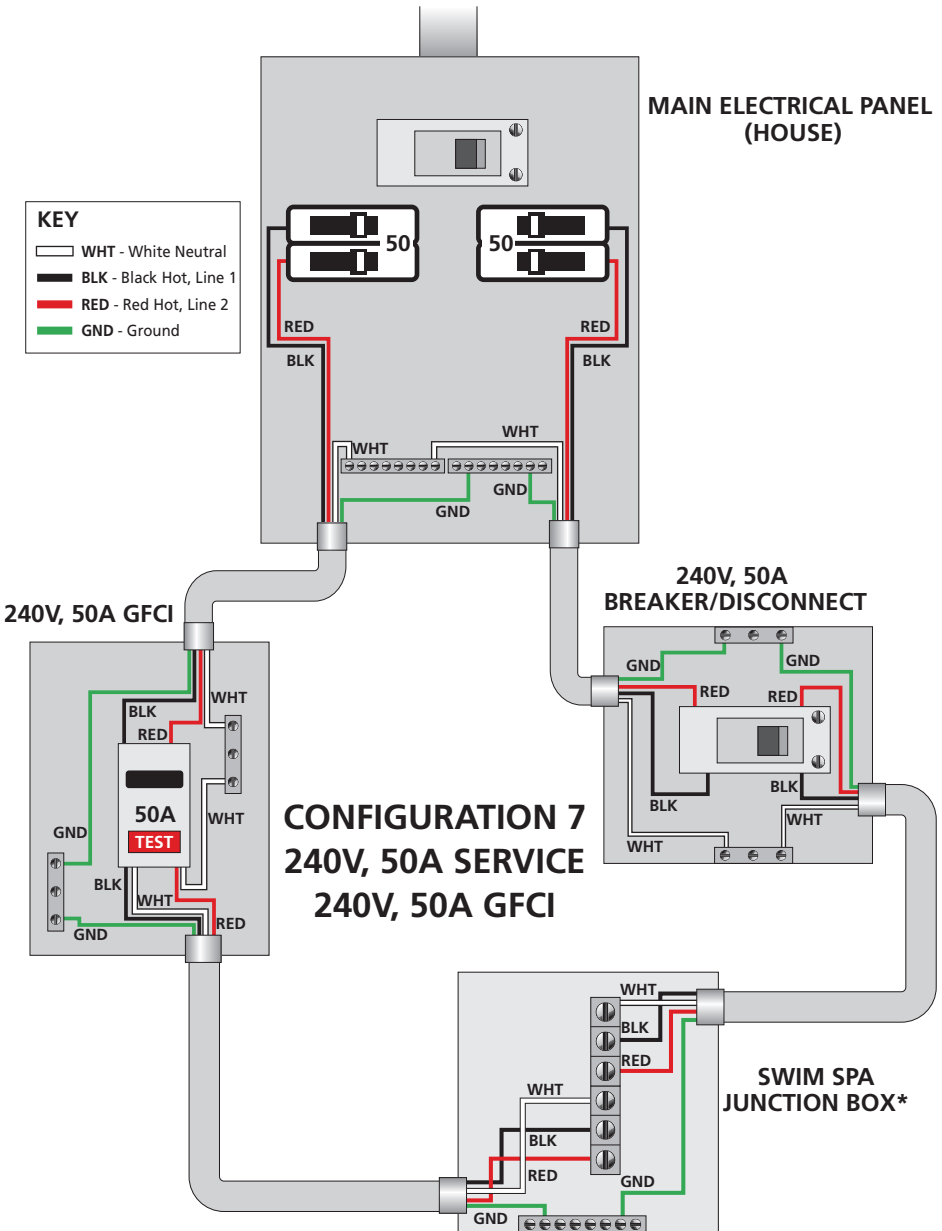 MAIN ELECTRICAL PANEL
(HOUSE)
KEY
WHT - White Neutral
BLK - Black Hot, Line 1
RED - Red Hot, Line 2
GND - Ground
50
50
RED
BLK
RED
BLK
WHT
WHT
GND
GND
240V, 50A GFCI
WHT
BLK
RED
50A
TEST
WHT
GND
BLK
WHT
RED
GND
CONFIGURATION 7
240V, 50A SERVICE
240V, 50A GFCI
240V, 50A
BREAKER/DISCONNECT
GND
GND
RED
RED
BLK
BLK
WHT
WHT
SWIM SPA
JUNCTION BOX*
WHT
BLK
RED
WHT
BLK
RED
GND
GND